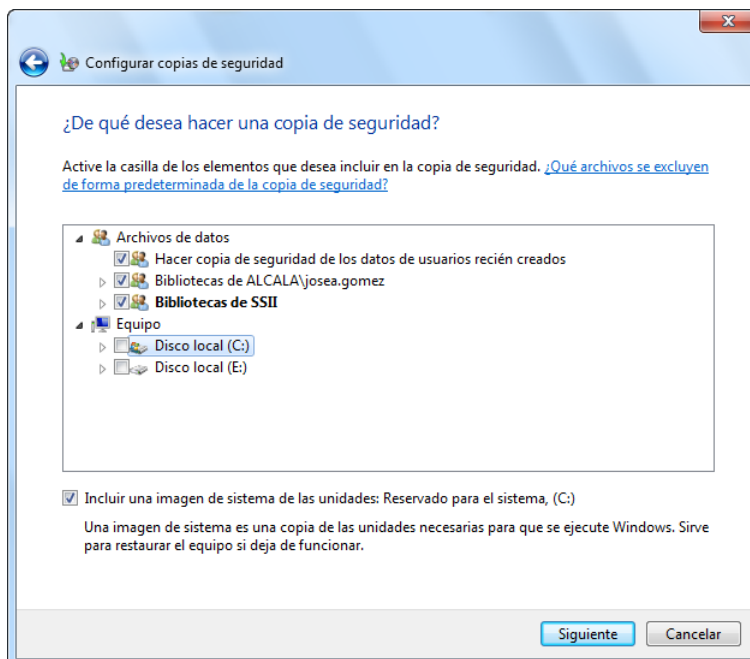 Configurar copias de seguridad
¿De qué desea hacer una copia de seguridad?
Active la casilla de los elementos que desea incluir en la copia de seguridad. ¿Qué archivos se excluyen
de forma predeterminada de la copia de seguridad?
Archivos de datos
Hacer copia de seguridad de los datos de usuarios recién creados
Bibliotecas de ALCALA\josea.gomez
Bibliotecas de SSII
Equipo
Disco local (C:)
Disco local (E:)
Incluir una imagen de sistema de las unidades: Reservado para el sistema, (C:)
Una imagen de sistema es una copia de las unidades necesarias para que se ejecute Windows. Sirve
para restaurar el equipo si deja de funcionar.
Siguiente
Cancelar